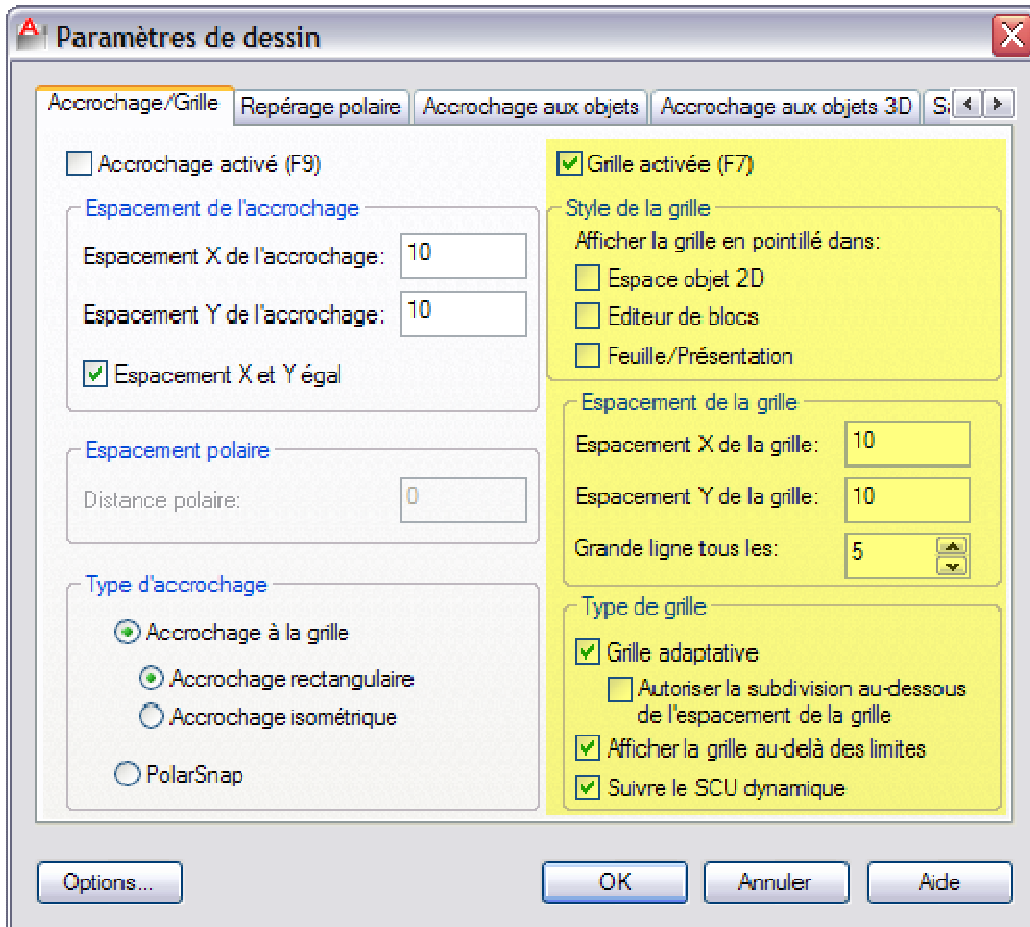 Paramètres de dessin
Accrochage/Grille
Repérage polaire
Accrochage aux objets
Accrochage aux objets 3D
Accrochage activé (F9)
Espacement de l'accrochage
Espacement X de l'accrochage: 10
Espacement Y de l'accrochage: 10
Espacement X et Y égal
Espacement polaire
Distance polaire: 0
Type d'accrochage
Accrochage à la grille
Accrochage rectangulaire
Accrochage isométrique
PolarSnap
Grille activée (F7)
Style de la grille
Afficher la grille en pointillé dans:
Espace objet 2D
Editeur de blocs
Feuille/Présentation
Espacement de la grille
Espacement X de la grille: 10
Espacement Y de la grille: 10
Grande ligne tous les: 5
Type de grille
Grille adaptative
Autoriser la subdivision au-dessous
de l'espacement de la grille
Afficher la grille au-delà des limites
Suivre le SCU dynamique
Options...
OK
Annuler
Aide